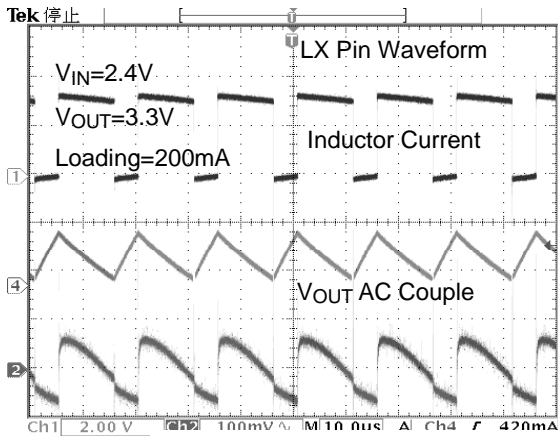 Tek 停止
T
T
LX Pin Waveform
VIN=2.4V
VOUT=3.3V
Inductor Current
Loading=200mA
1
4
VOUT AC Couple
2
Ch1 2.00 V Ch2 100mV ∿ M 10.0µs A Ch4 ƒ 420mA